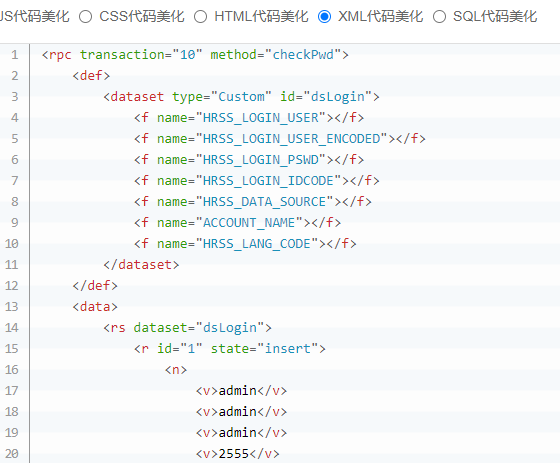 JS代码美化 CSS代码美化 HTML代码美化 XML代码美化 SQL代码美化
1 <rpc transaction="10" method="checkPwd">
2 <def>
3 <dataset type="Custom" id="dsLogin">
4 <f name="HRSS_LOGIN_USER"></f>
5 <f name="HRSS_LOGIN_USER_ENCODED"></f>
6 <f name="HRSS_LOGIN_PSWD"></f>
7 <f name="HRSS_LOGIN_IDCODE"></f>
8 <f name="HRSS_DATA_SOURCE"></f>
9 <f name="ACCOUNT_NAME"></f>
10 <f name="HRSS_LANG_CODE"></f>
11 </dataset>
12 </def>
13 <data>
14 <rs dataset="dsLogin">
15 <r id="1" state="insert">
16 <n>
17 <v>admin</v>
18 <v>admin</v>
19 <v>admin</v>
20 <v>2555</v>